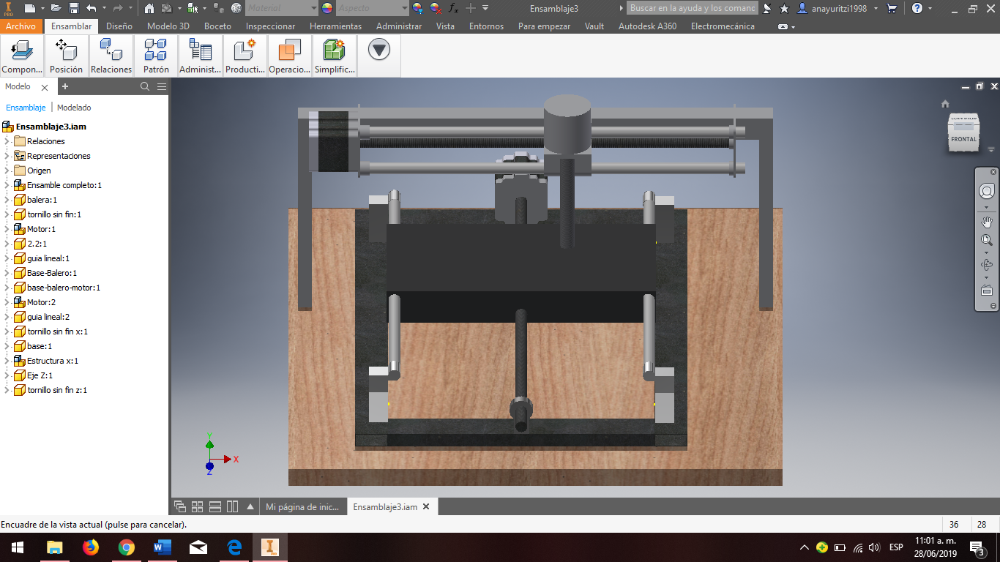 PRO
Material
Aspecto
fx
Ensamblaje3
Buscar en la ayuda y los comanc
anayuritzi1998
Archivo
Ensamblar
Diseño
Modelo 3D
Boceto
Inspeccionar
Herramientas
Administrar
Vista
Entornos
Para empezar
Vault
Autodesk A360
Electromecánica
Compon...
Posición
Relaciones
Patrón
Administ...
Producti...
Operacio...
Simplific...
Modelo
Ensamblaje
Modelado
Ensamblaje3.iam
Relaciones
Representaciones
Origen
Ensamble completo:1
balera:1
tornillo sin fin:1
Motor:1
2.2:1
guia lineal:1
Base-Balero:1
base-balero-motor:1
Motor:2
guia lineal:2
tornillo sin fin x:1
base:1
Estructura x:1
Eje Z:1
tornillo sin fin z:1
FRONTAL
Y
X
Z
Mi página de inic...
Ensamblaje3.iam
Encuadre de la vista actual (pulse para cancelar).
36
28
ESP
11:01 a. m.
28/06/2019
3